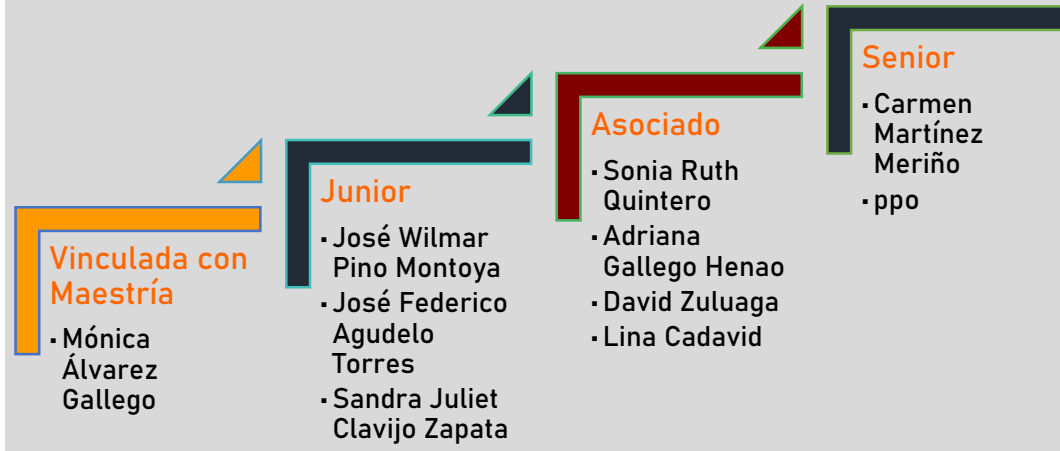 Vinculada con
Maestría
▪ Mónica
Álvarez
Gallego
Junior
▪ José Wilmar
Pino Montoya
▪ José Federico
Agudelo
Torres
▪ Sandra Juliet
Clavijo Zapata
Asociado
▪ Sonia Ruth
Quintero
▪ Adriana
Gallego Henao
▪ David Zuluaga
▪ Lina Cadavid
Senior
▪ Carmen
Martínez
Meriño
▪ ppo